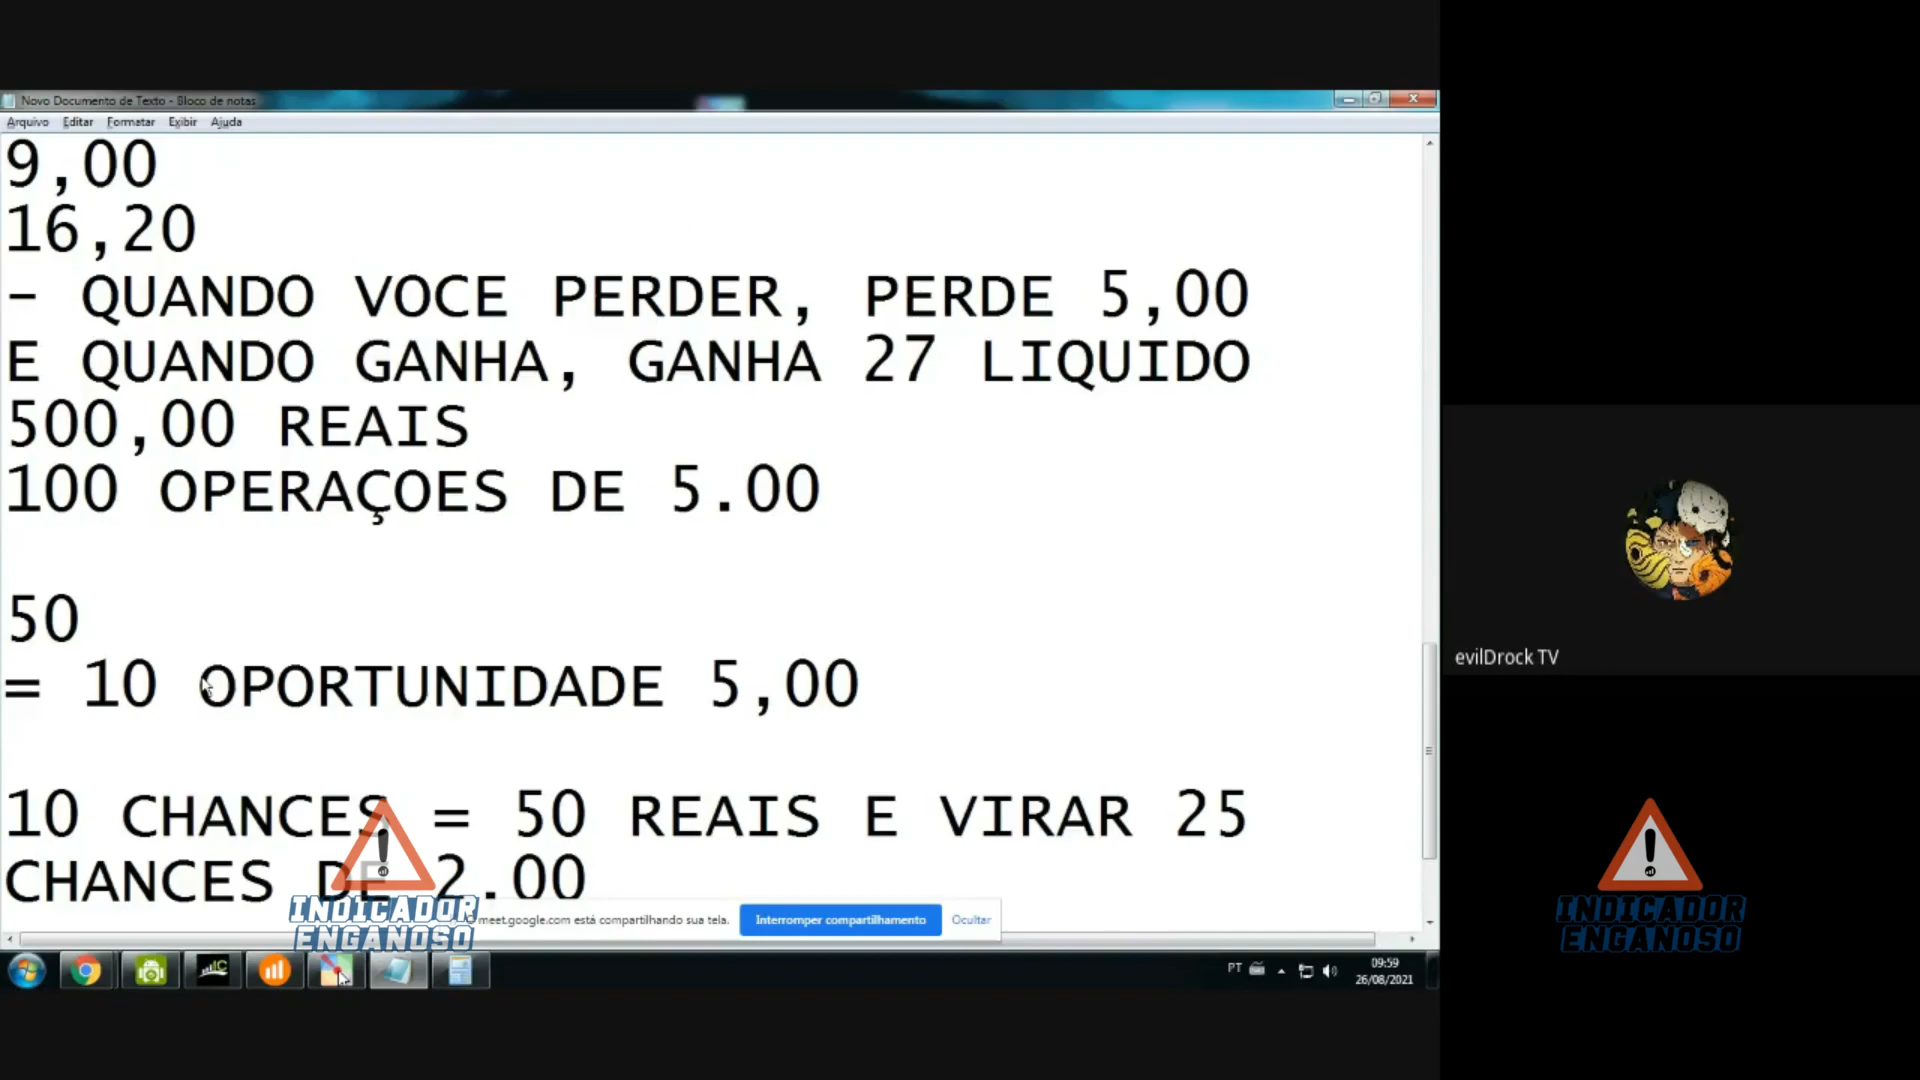 Novo Documento de Texto - Bloco de notas
Arquivo Editar Formatar Exibir Ajuda
9,00
16,20
- QUANDO VOCE PERDER, PERDE 5,00
E QUANDO GANHA, GANHA 27 LIQUIDO
500,00 REAIS
100 OPERAÇOES DE 5.00
50
= 10 OPORTUNIDADE 5,00
10 CHANCES = 50 REAIS E VIRAR 25
CHANCES DE 2.00
INDICADOR
ENGANOSO
meet.google.com está compartilhando sua tela. Interromper compartilhamento Ocultar
PT 09:59
26/08/2021
evilDrock TV
INDICADOR
ENGANOSO